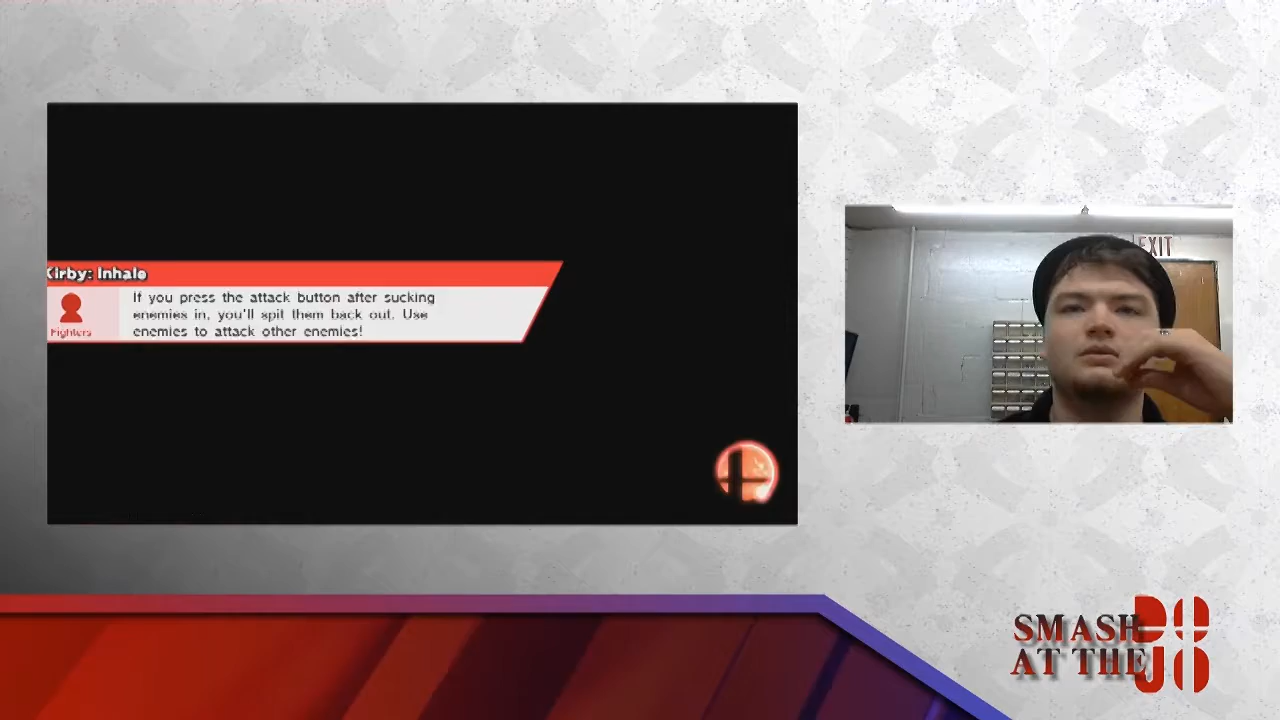 Kirby: Inhale
If you press the attack button after sucking
enemies in, you'll spit them back out. Use
enemies to attack other enemies!
Fighters
EXIT
SMASH
AT THE